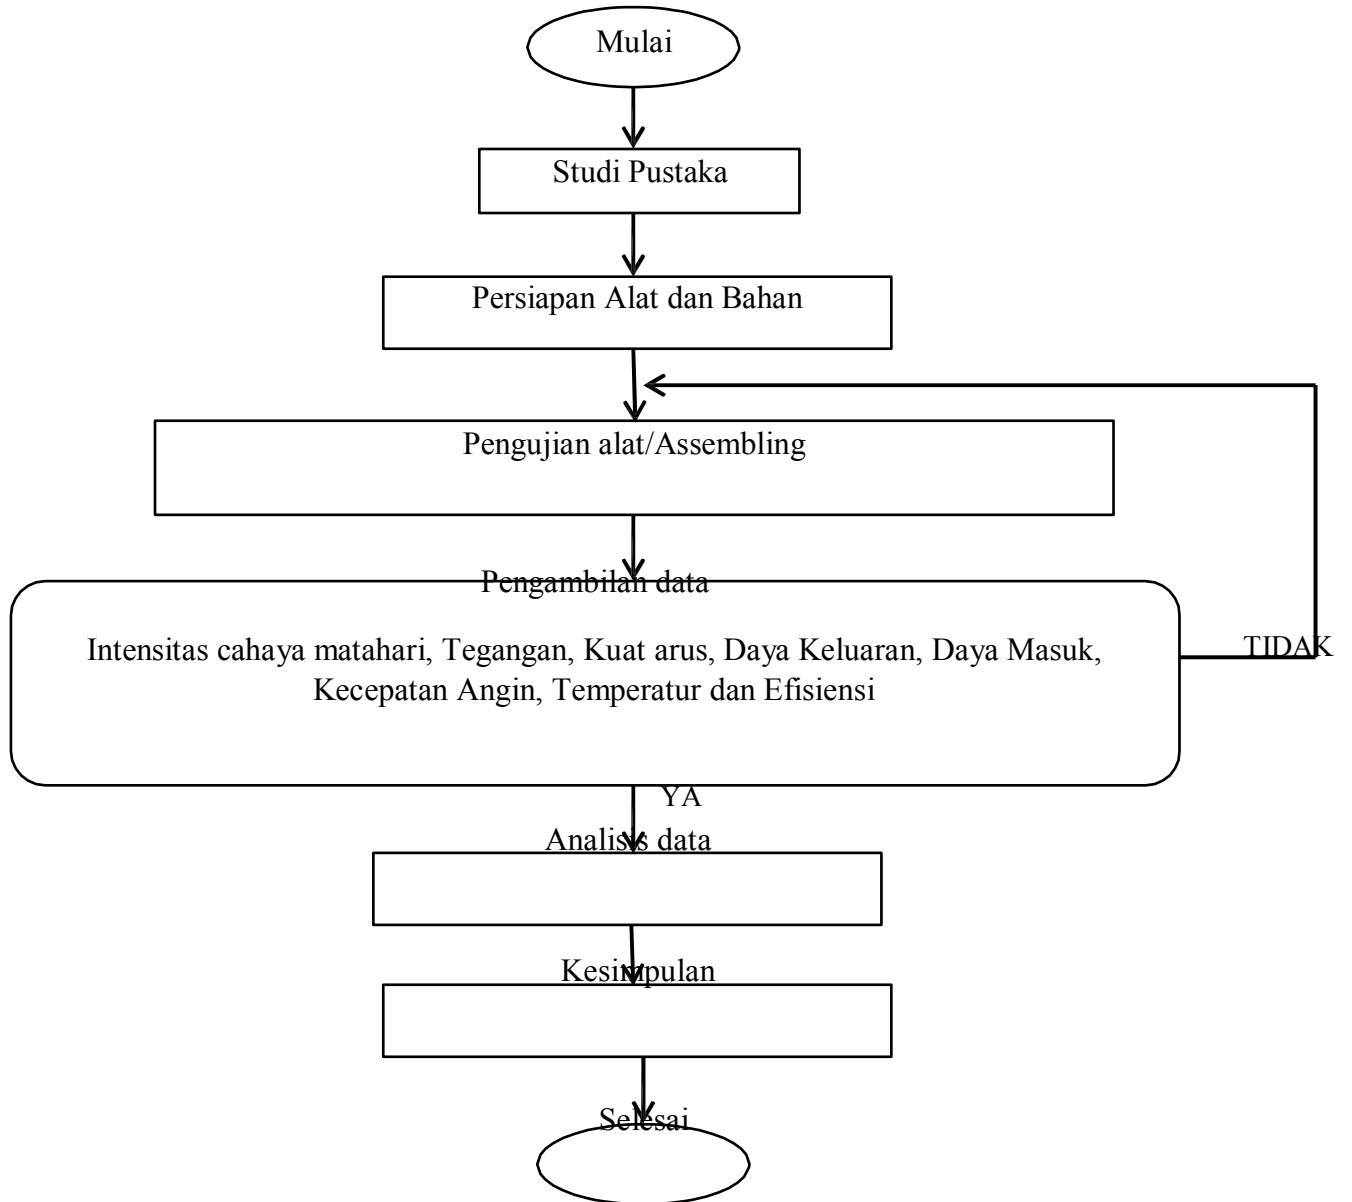 Mulai
Studi Pustaka
Persiapan Alat dan Bahan
Pengujian alat/Assembling
Pengambilan data
Intensitas cahaya matahari, Tegangan, Kuat arus, Daya Keluaran, Daya Masuk,
Kecepatan Angin, Temperatur dan Efisiensi
TIDAK
YA
Analisis data
Kesimpulan
Selesai